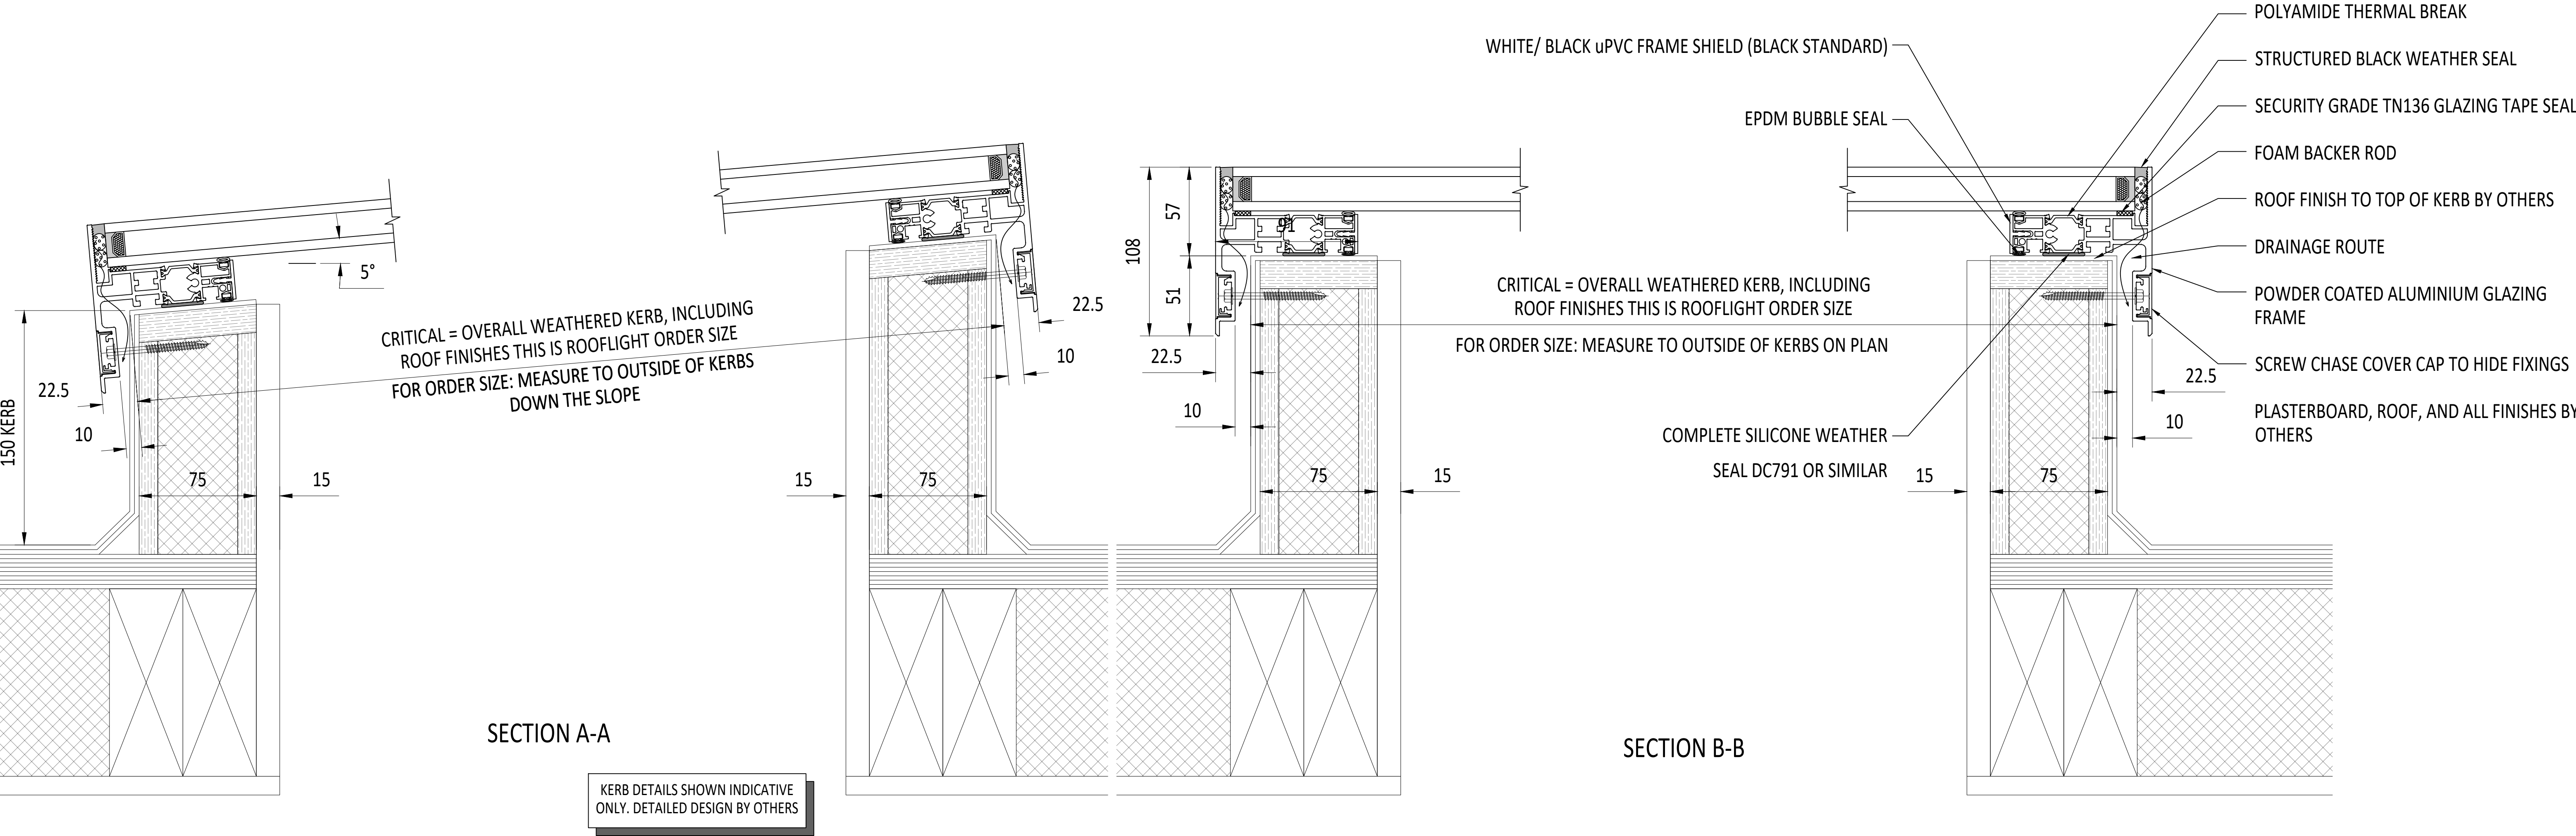 POLYAMIDE THERMAL BREAK
WHITE/ BLACK uPVC FRAME SHIELD (BLACK STANDARD)
STRUCTURED BLACK WEATHER SEAL
SECURITY GRADE TN136 GLAZING TAPE SEAL
EPDM BUBBLE SEAL
FOAM BACKER ROD
ROOF FINISH TO TOP OF KERB BY OTHERS
DRAINAGE ROUTE
POWDER COATED ALUMINIUM GLAZING
FRAME
SCREW CHASE COVER CAP TO HIDE FIXINGS
PLASTERBOARD, ROOF, AND ALL FINISHES BY
OTHERS
5°
CRITICAL = OVERALL WEATHERED KERB, INCLUDING
ROOF FINISHES THIS IS ROOFLIGHT ORDER SIZE
FOR ORDER SIZE: MEASURE TO OUTSIDE OF KERBS
DOWN THE SLOPE
22.5
10
150 KERB
75
15
22.5
10
15
75
108
57
51
91
22.5
10
75
15
CRITICAL = OVERALL WEATHERED KERB, INCLUDING
ROOF FINISHES THIS IS ROOFLIGHT ORDER SIZE
FOR ORDER SIZE: MEASURE TO OUTSIDE OF KERBS ON PLAN
COMPLETE SILICONE WEATHER
SEAL DC791 OR SIMILAR
22.5
10
15
75
SECTION A-A
SECTION B-B
KERB DETAILS SHOWN INDICATIVE
ONLY. DETAILED DESIGN BY OTHERS